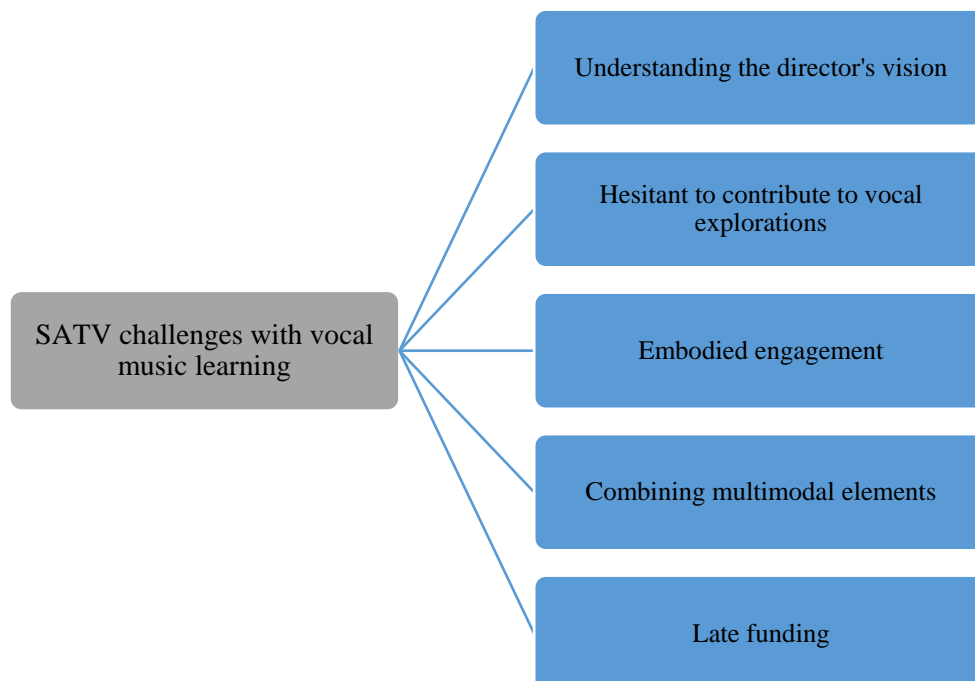 SATV challenges with vocal
music learning
Understanding the director's vision
Hesitant to contribute to vocal
explorations
Embodied engagement
Combining multimodal elements
Late funding